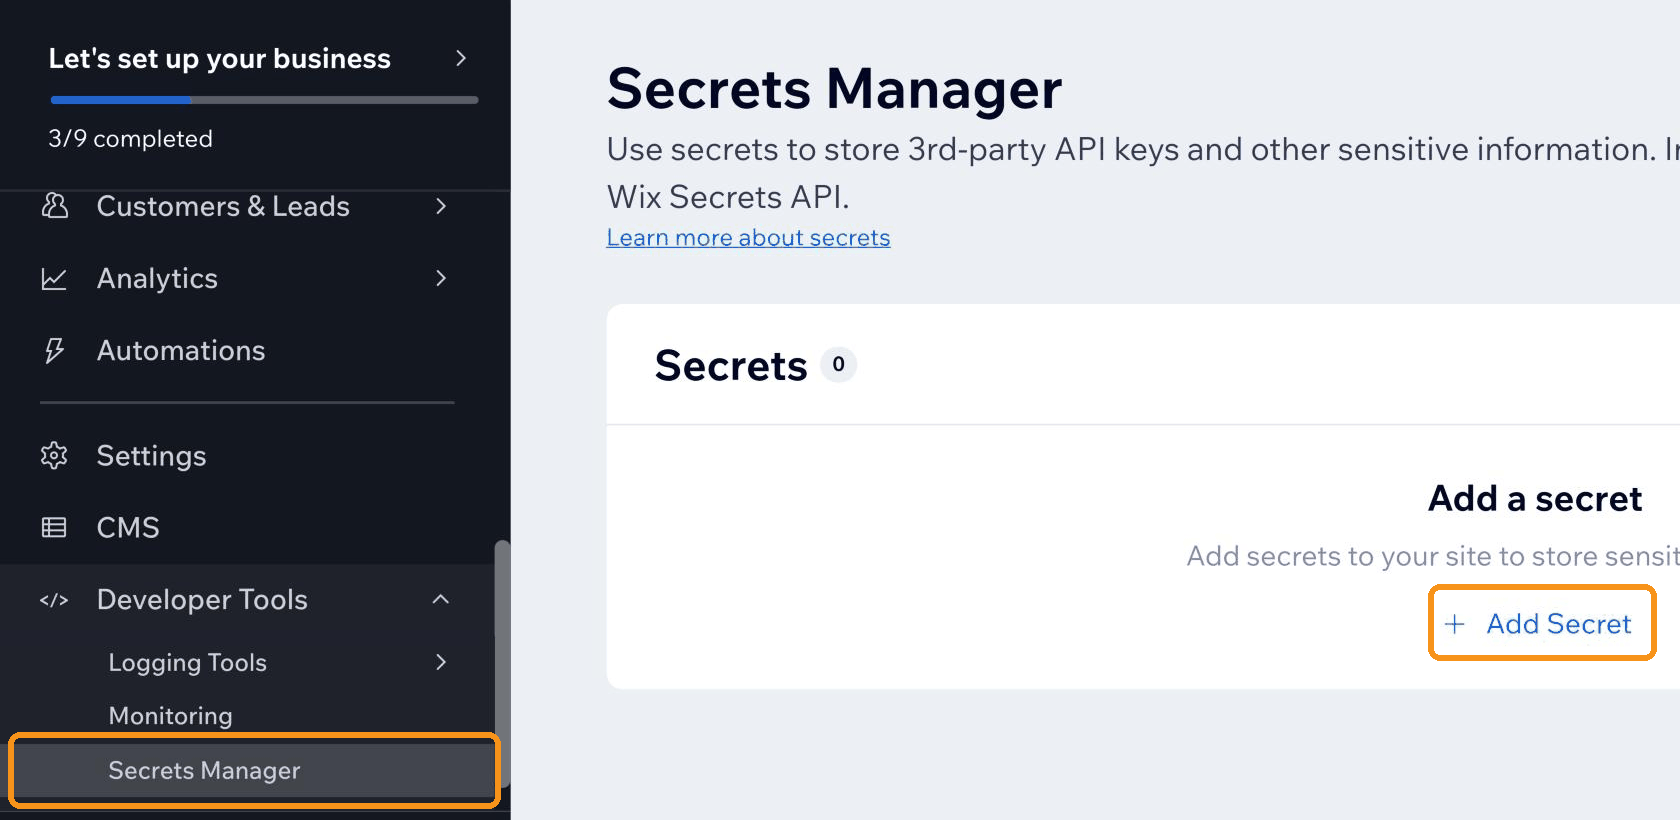 Let's set up your business
3/9 completed
Customers & Leads
Analytics
Automations
Settings
CMS
</> Developer Tools
Logging Tools
Monitoring
Secrets Manager
Secrets Manager
Use secrets to store 3rd-party API keys and other sensitive information.
Wix Secrets API.
Learn more about secrets
Secrets 0
Add a secret
Add secrets to your site to store
+ Add Secret